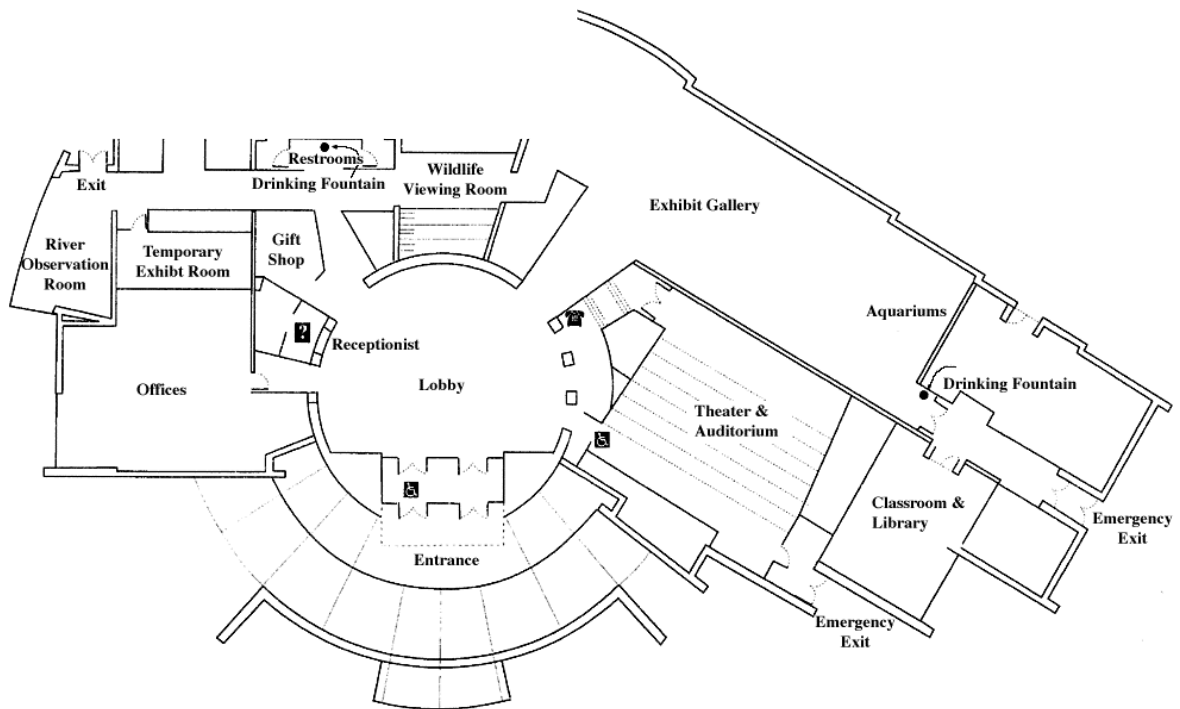 Restrooms
Drinking Fountain
Wildlife
Viewing Room
Exit
Exhibit Gallery
River
Observation
Room
Temporary
Exhibt Room
Gift
Shop
Aquariums
?
Receptionist
Offices
Lobby
Drinking Fountain
Theater &
Auditorium
Classroom &
Library
Emergency
Exit
Entrance
Emergency
Exit